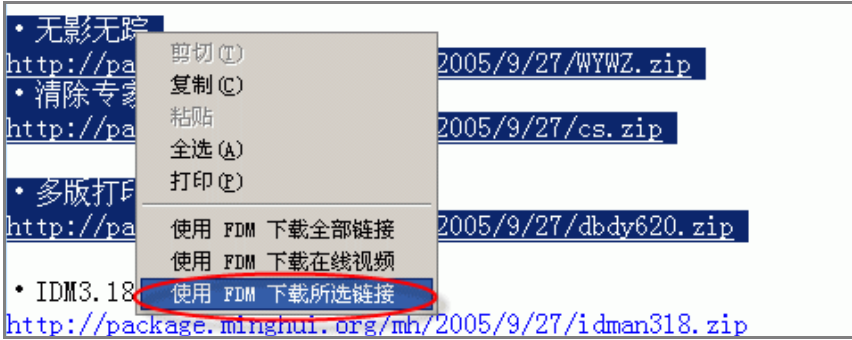 • 无影无踪
http://pa
2005/9/27/WYWZ.zip
• 清除专家
http://pa
2005/9/27/cs.zip
• 多版打印
http://pa
2005/9/27/dbdy620.zip
• IDM3.18
http://package.minghui.org/mh/2005/9/27/idman318.zip
剪切(T)
复制(C)
粘贴
全选(A)
打印(P)
使用 FDM 下载全部链接
使用 FDM 下载在线视频
使用 FDM 下载所选链接